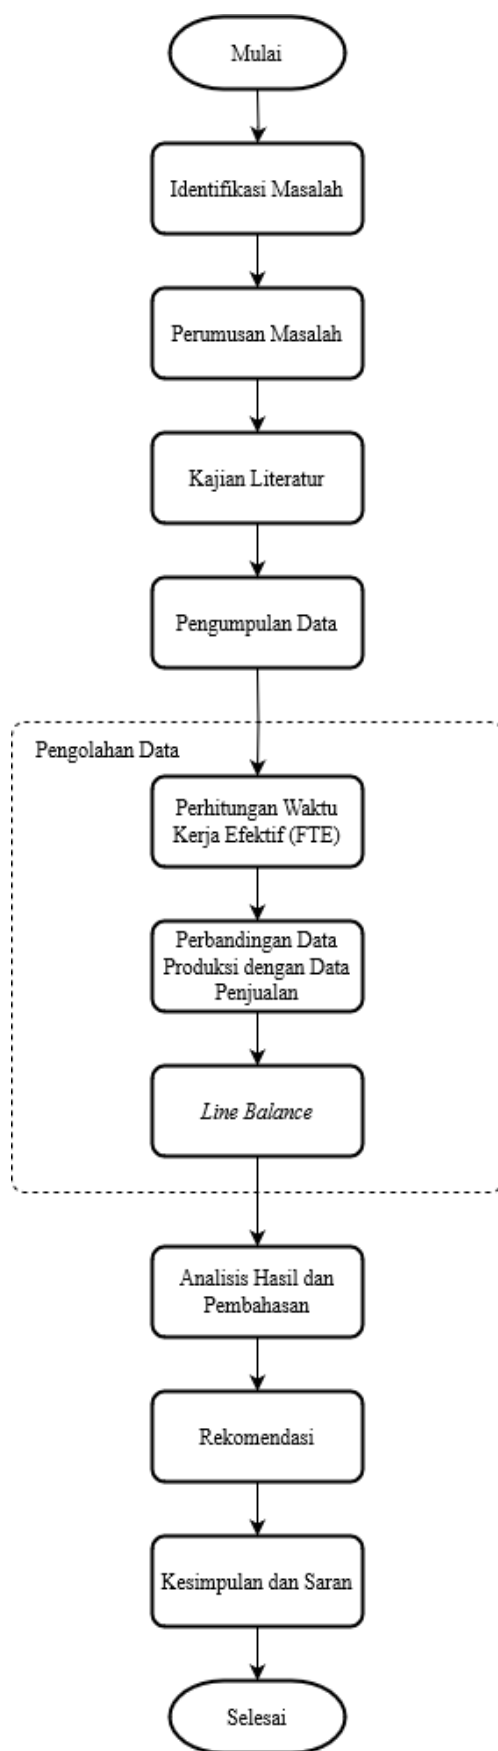 Mulai
Identifikasi Masalah
Perumusan Masalah
Kajian Literatur
Pengumpulan Data
Pengolahan Data
Perhitungan Waktu
Kerja Efektif (FTE)
Perbandingan Data
Produksi dengan Data
Penjualan
Line Balance
Analisis Hasil dan
Pembahasan
Rekomendasi
Kesimpulan dan Saran
Selesai